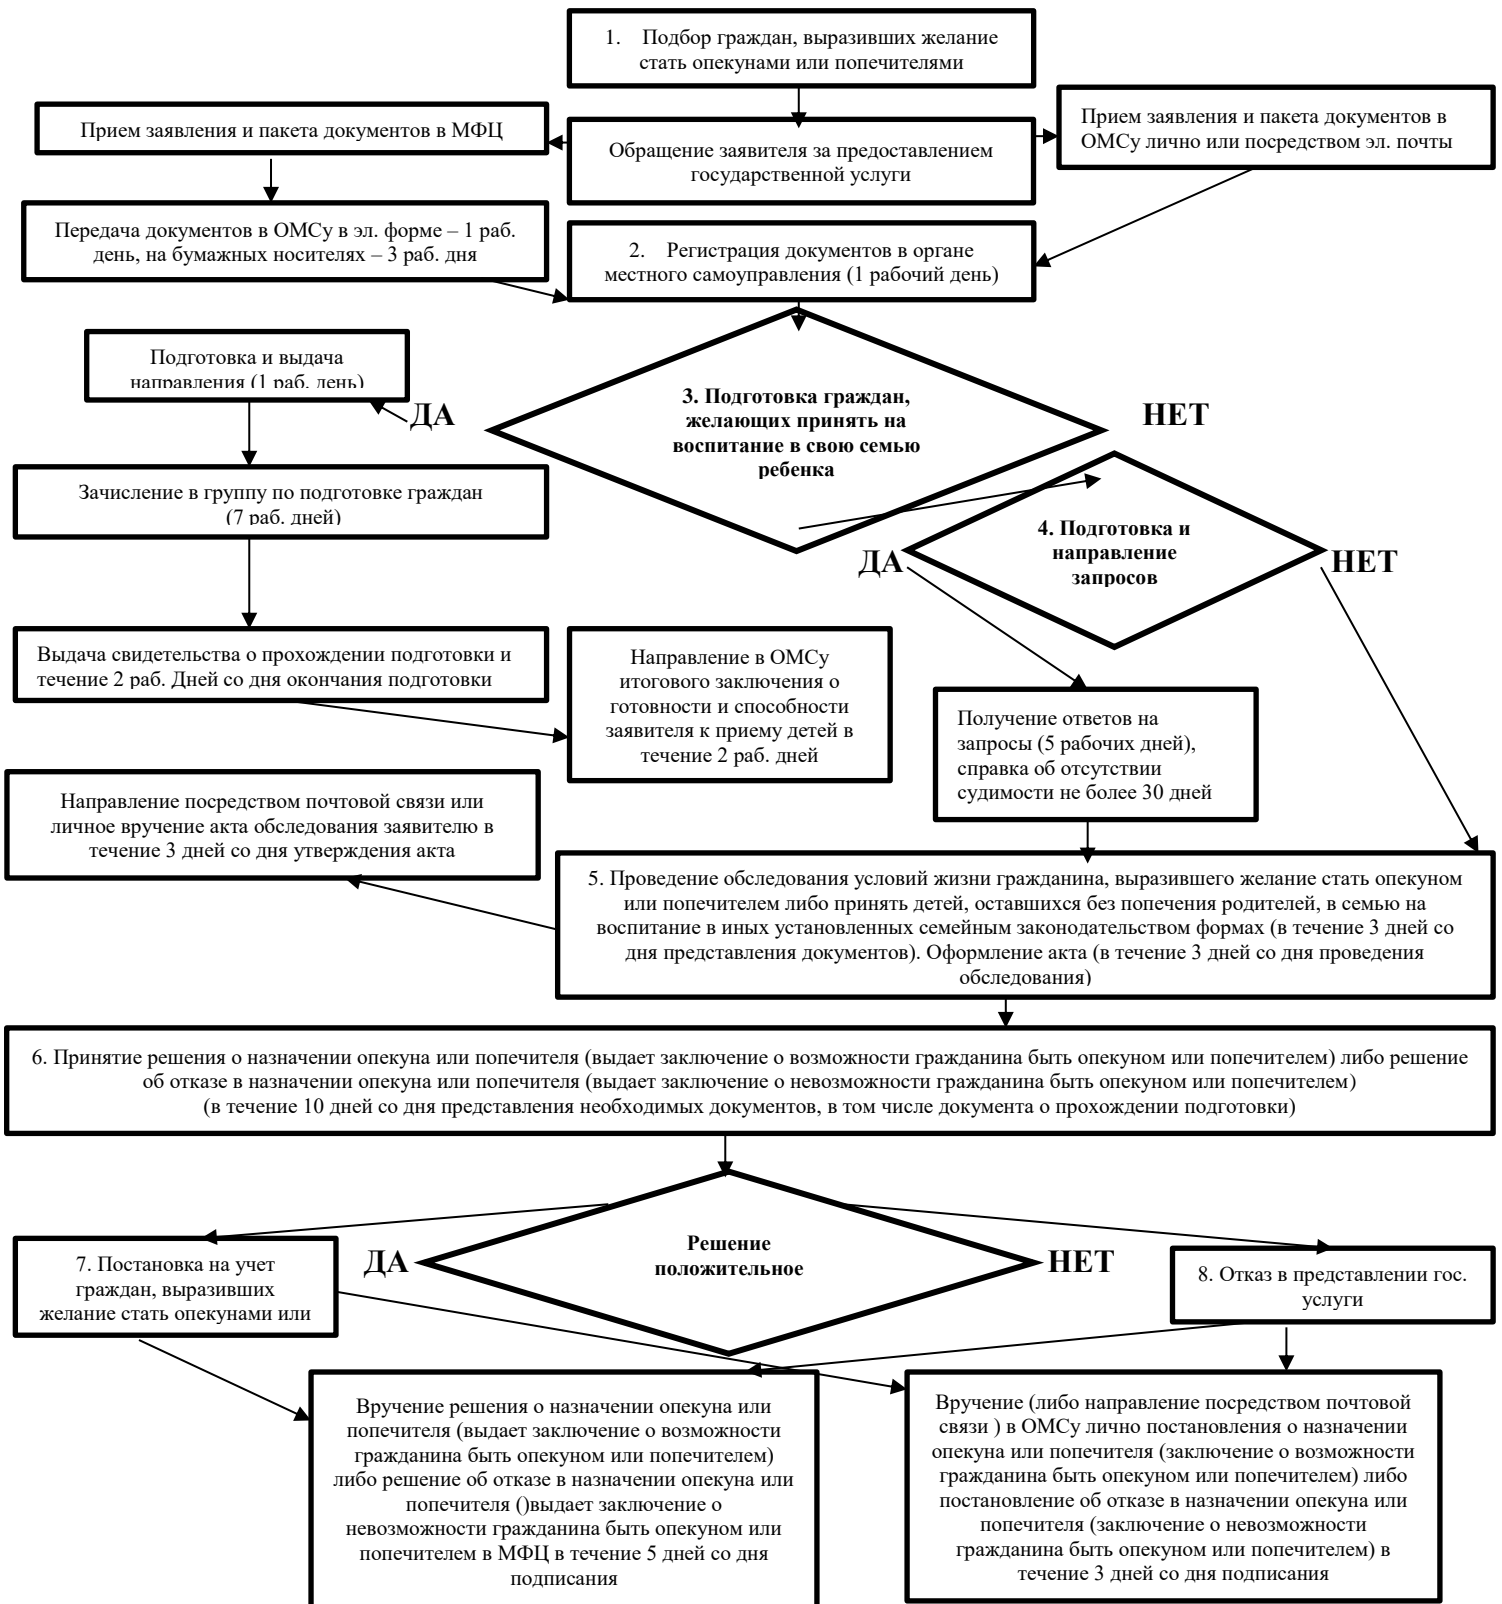 1. Подбор граждан, выразивших желание
стать опекунами или попечителями
Прием заявления и пакета документов в МФЦ
Обращение заявителя за предоставлением
государственной услуги
Прием заявления и пакета документов в
ОМСу лично или посредством эл. почты
Передача документов в ОМСу в эл. форме – 1 раб.
день, на бумажных носителях – 3 раб. дня
2. Регистрация документов в органе
местного самоуправления (1 рабочий день)
Подготовка и выдача
направления (1 раб. день)
ДА
3. Подготовка граждан,
желающих принять на
воспитание в свою семью
ребенка
НЕТ
Зачисление в группу по подготовке граждан
(7 раб. дней)
ДА
4. Подготовка и
направление
запросов
НЕТ
Выдача свидетельства о прохождении подготовки и
течение 2 раб. Дней со дня окончания подготовки
Направление в ОМСу
итогового заключения о
готовности и способности
заявителя к приему детей в
течение 2 раб. дней
Получение ответов на
запросы (5 рабочих дней),
справка об отсутствии
судимости не более 30 дней
Направление посредством почтовой связи или
личное вручение акта обследования заявителю в
течение 3 дней со дня утверждения акта
5. Проведение обследования условий жизни гражданина, выразившего желание стать опекуном
или попечителем либо принять детей, оставшихся без попечения родителей, в семью на
воспитание в иных установленных семейным законодательством формах (в течение 3 дней со
дня представления документов). Оформление акта (в течение 3 дней со дня проведения
обследования)
6. Принятие решения о назначении опекуна или попечителя (выдает заключение о возможности гражданина быть опекуном или попечителем) либо решение
об отказе в назначении опекуна или попечителя (выдает заключение о невозможности гражданина быть опекуном или попечителем)
(в течение 10 дней со дня представления необходимых документов, в том числе документа о прохождении подготовки)
7. Постановка на учет
граждан, выразивших
желание стать опекунами или
ДА
Решение
положительное
НЕТ
8. Отказ в представлении гос.
услуги
Вручение решения о назначении опекуна или
попечителя (выдает заключение о возможности
гражданина быть опекуном или попечителем)
либо решение об отказе в назначении опекуна или
попечителя ()выдает заключение о
невозможности гражданина быть опекуном или
попечителем в МФЦ в течение 5 дней со дня
подписания
Вручение (либо направление посредством почтовой
связи ) в ОМСу лично постановления о назначении
опекуна или попечителя (заключение о возможности
гражданина быть опекуном или попечителем) либо
постановление об отказе в назначении опекуна или
попечителя (заключение о невозможности
гражданина быть опекуном или попечителем) в
течение 3 дней со дня подписания